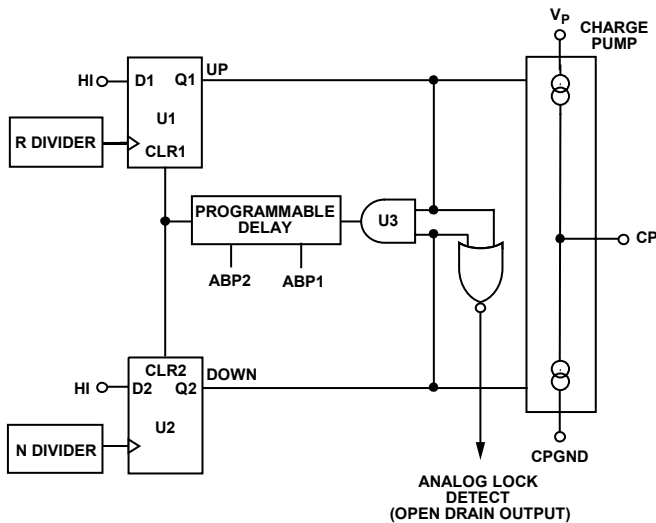 VP
CHARGE
PUMP
HI
D1
Q1
UP
U1
R DIVIDER
CLR1
PROGRAMMABLE
DELAY
U3
ABP2
ABP1
CP
CLR2
HI
D2
Q2
DOWN
U2
N DIVIDER
CPGND
ANALOG LOCK
DETECT
(OPEN DRAIN OUTPUT)